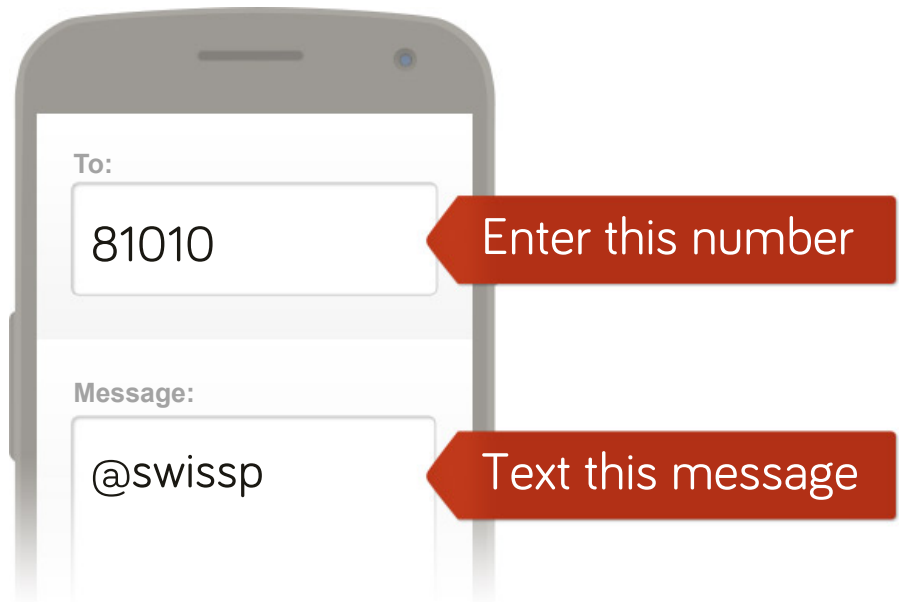 To:
81010
Enter this number
Message:
@swissp
Text this message